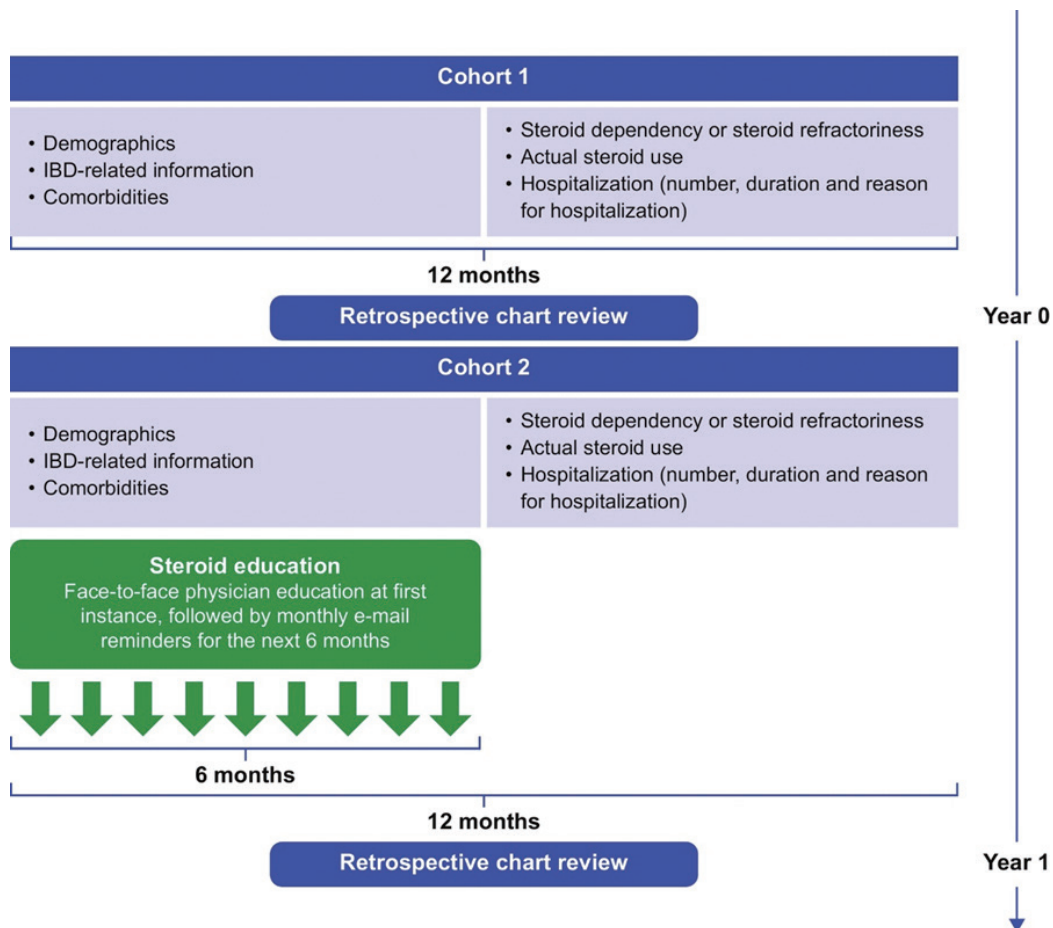 Cohort 1
• Demographics
• IBD-related information
• Comorbidities
• Steroid dependency or steroid refractoriness
• Actual steroid use
• Hospitalization (number, duration and reason
for hospitalization)
12 months
Retrospective chart review
Year 0
Cohort 2
• Demographics
• IBD-related information
• Comorbidities
• Steroid dependency or steroid refractoriness
• Actual steroid use
• Hospitalization (number, duration and reason
for hospitalization)
Steroid education
Face-to-face physician education at first
instance, followed by monthly e-mail
reminders for the next 6 months
6 months
12 months
Retrospective chart review
Year 1